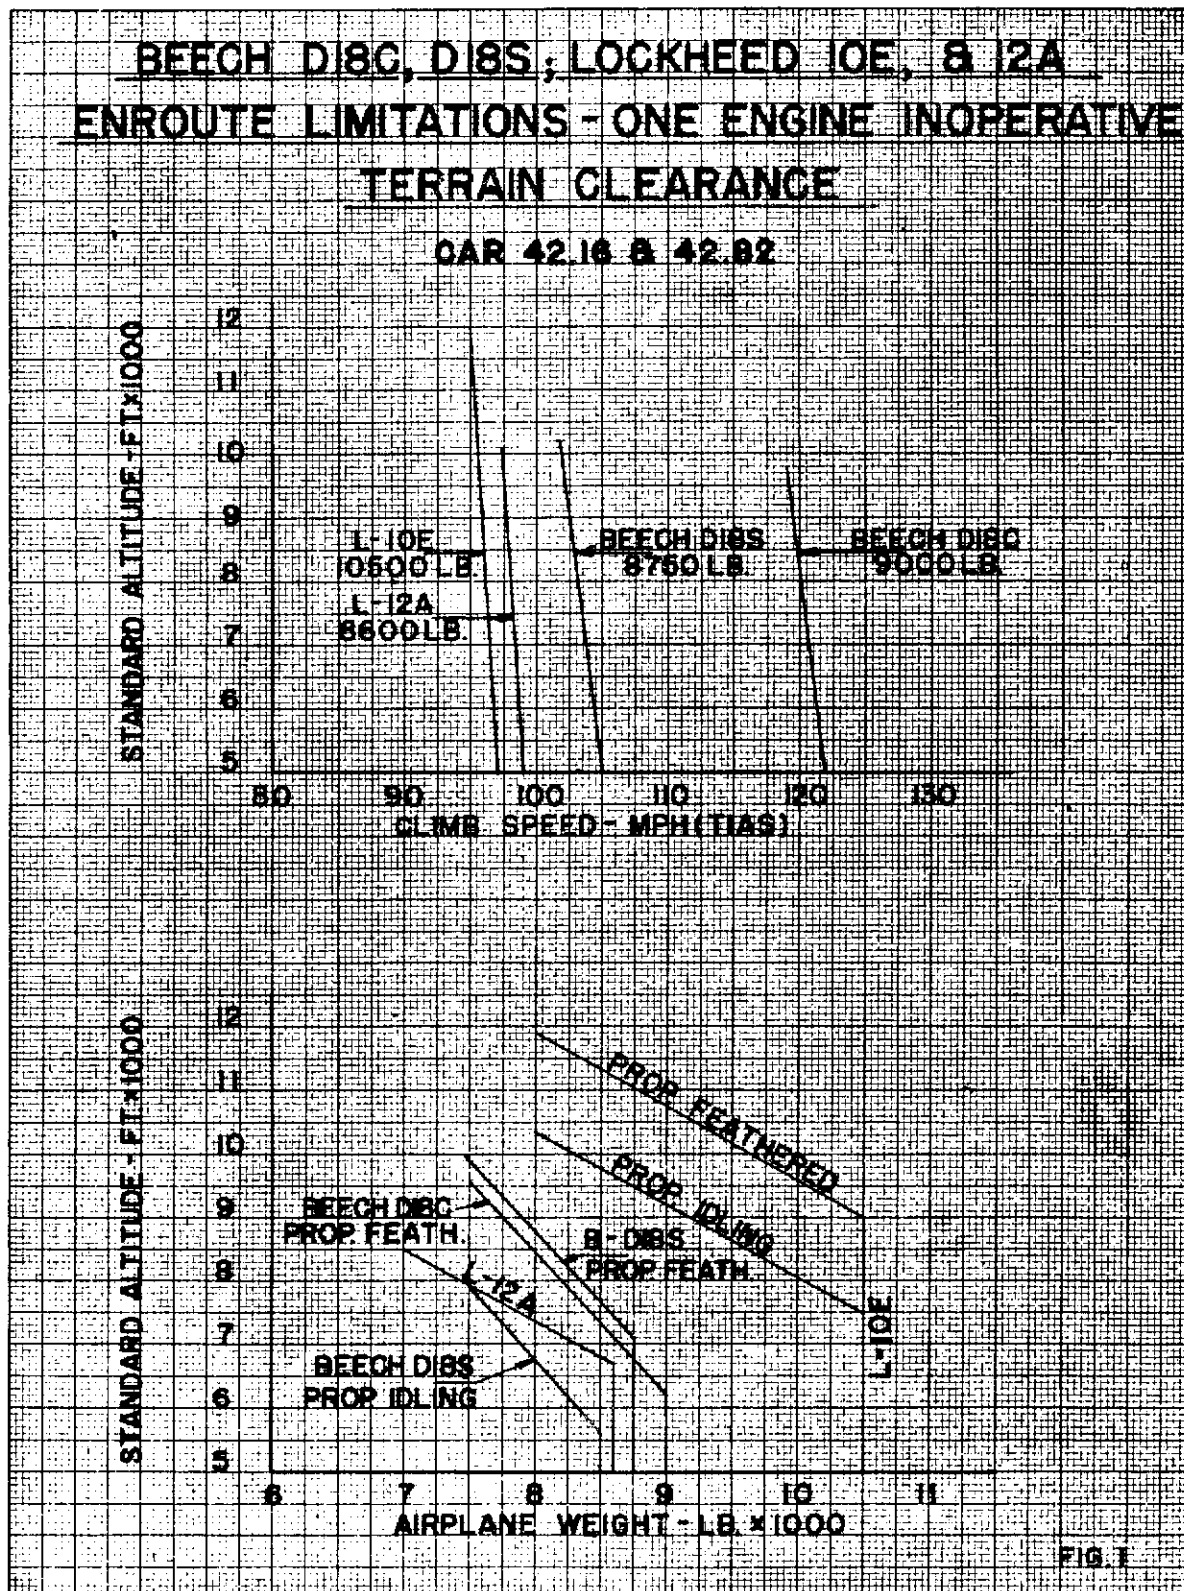 BEECH D18C, D18S; LOCKHEED 10E, & 12A
ENROUTE LIMITATIONS - ONE ENGINE INOPERATIVE
TERRAIN CLEARANCE
CAR 42.16 & 42.82
STANDARD ALTITUDE - FT.X1000
12
11
10
9
8
7
6
5
L-10E
10500 LB.
L-12A
8600 LB.
BEECH D18S
8750 LB.
BEECH D18C
9000 LB.
80 90 100 110 120 130
CLIMB SPEED - MPH (TIAS)
STANDARD ALTITUDE - FT.X1000
12
11
10
9
8
7
6
5
PROP. FEATHERED
PROP. IDLING
L-10E
BEECH D18C
PROP. FEATH.
B-D18S
PROP. FEATH.
L-12A
BEECH D18S
PROP. IDLING
6 7 8 9 10 11
AIRPLANE WEIGHT - LB. X 1000
FIG. 1